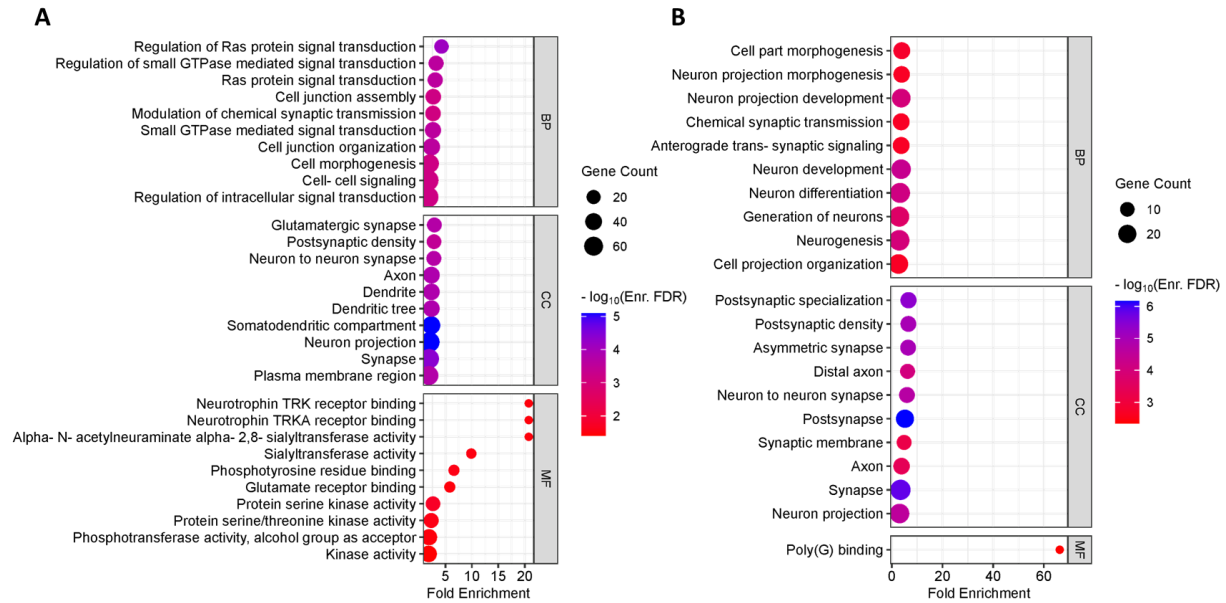 A
Regulation of Ras protein signal transduction
Regulation of small GTPase mediated signal transduction
Ras protein signal transduction
Cell junction assembly
Modulation of chemical synaptic transmission
Small GTPase mediated signal transduction
Cell junction organization
Cell morphogenesis
Cell- cell signaling
Regulation of intracellular signal transduction
BP
Glutamatergic synapse
Postsynaptic density
Neuron to neuron synapse
Axon
Dendrite
Dendritic tree
Somatodendritic compartment
Neuron projection
Synapse
Plasma membrane region
CC
Neurotrophin TRK receptor binding
Neurotrophin TRKA receptor binding
Alpha- N- acetylneuraminate alpha- 2,8- sialyltransferase activity
Sialyltransferase activity
Phosphotyrosine residue binding
Glutamate receptor binding
Protein serine kinase activity
Protein serine/threonine kinase activity
Phosphotransferase activity, alcohol group as acceptor
Kinase activity
MF
5 10 15 20
Fold Enrichment
Gene Count
20
40
60
- log10(Enr. FDR)
5
4
3
2
B
Cell part morphogenesis
Neuron projection morphogenesis
Neuron projection development
Chemical synaptic transmission
Anterograde trans- synaptic signaling
Neuron development
Neuron differentiation
Generation of neurons
Neurogenesis
Cell projection organization
BP
Postsynaptic specialization
Postsynaptic density
Asymmetric synapse
Distal axon
Neuron to neuron synapse
Postsynapse
Synaptic membrane
Axon
Synapse
Neuron projection
CC
Poly(G) binding
MF
0 20 40 60
Fold Enrichment
Gene Count
10
20
- log10(Enr. FDR)
6
5
4
3